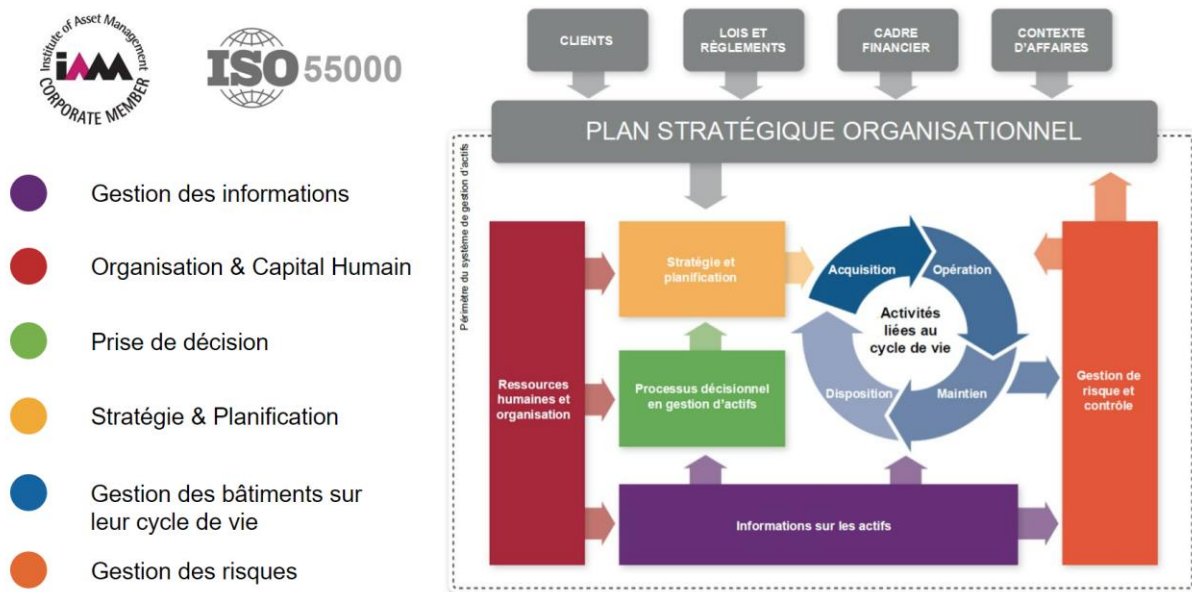 Institute of Asset Management
iAM
CORPORATE MEMBER
ISO 55000
Gestion des informations
Organisation & Capital Humain
Prise de décision
Stratégie & Planification
Gestion des bâtiments sur
leur cycle de vie
Gestion des risques
CLIENTS
LOIS ET
RÈGLEMENTS
CADRE
FINANCIER
CONTEXTE
D'AFFAIRES
PLAN STRATÉGIQUE ORGANISATIONNEL
Périmètre du système de gestion d'actifs
Ressources
humaines et
organisation
Stratégie et
planification
Processus décisionnel
en gestion d'actifs
Acquisition
Opération
Activités
liées au
cycle de vie
Disposition
Maintien
Gestion de
risque et
contrôle
Informations sur les actifs